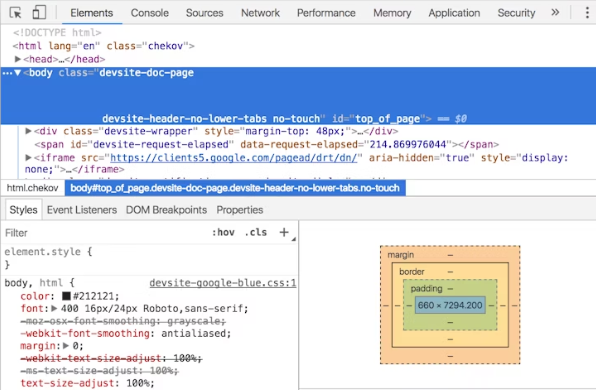 Elements Console Sources Network Performance Memory Application Security »
<!DOCTYPE html>
<html lang="en" class="chekov">
▶<head>…</head>
…▼<body class="devsite-doc-page
devsite-header-no-lower-tabs no-touch" id="top_of_page"> == $0
▶<div class="devsite-wrapper" style="margin-top: 48px;">…</div>
<span id="devsite-request-elapsed" data-request-elapsed="214.869976044"></span>
▶<iframe src="https://clients5.google.com/pagead/drt/dn/" aria-hidden="true" style="display:
none;">…</iframe>
html.chekov body#top_of_page.devsite-doc-page.devsite-header-no-lower-tabs.no-touch
Styles Event Listeners DOM Breakpoints Properties
Filter :hov .cls +
element.style {
}
body, html { devsite-google-blue.css:1
color: #212121;
font:▶ 400 16px/24px Roboto,sans-serif;
-moz-osx-font-smoothing: grayscale;
-webkit-font-smoothing: antialiased;
margin:▶ 0;
-webkit-text-size-adjust: 100%;
-ms-text-size-adjust: 100%;
text-size-adjust: 100%;
margin –
border –
padding –
– – – 660 × 7294.200 – – –
–
–
–